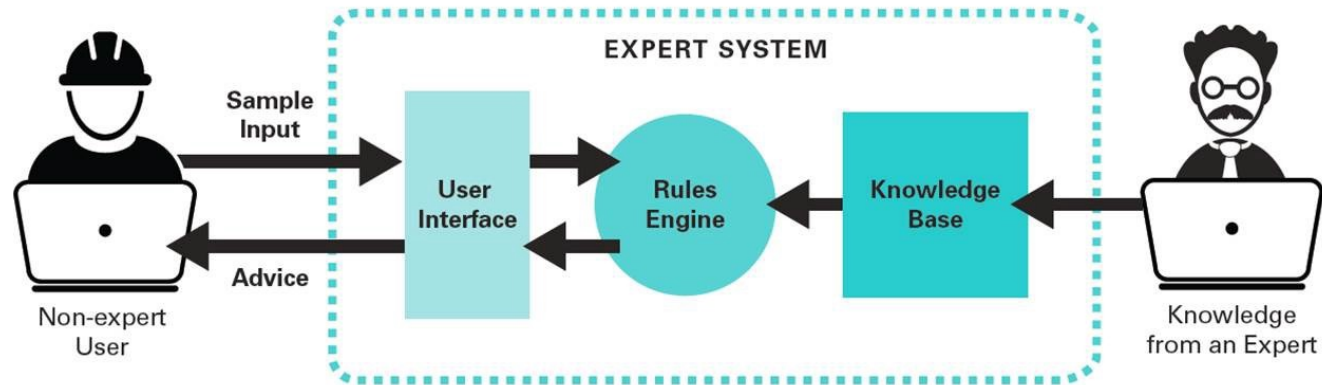 EXPERT SYSTEM
Sample
Input
User
Interface
Rules
Engine
Knowledge
Base
Advice
Non-expert
User
Knowledge
from an Expert